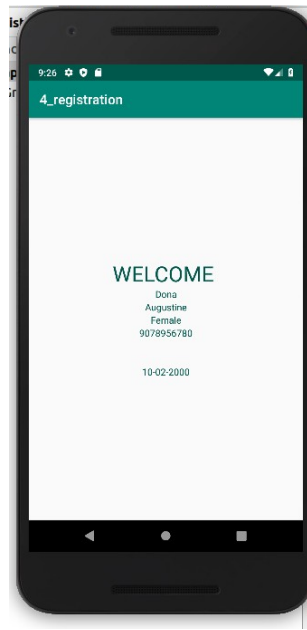 9:26
4_registration
WELCOME
Dona
Augustine
Female
9078956780
10-02-2000